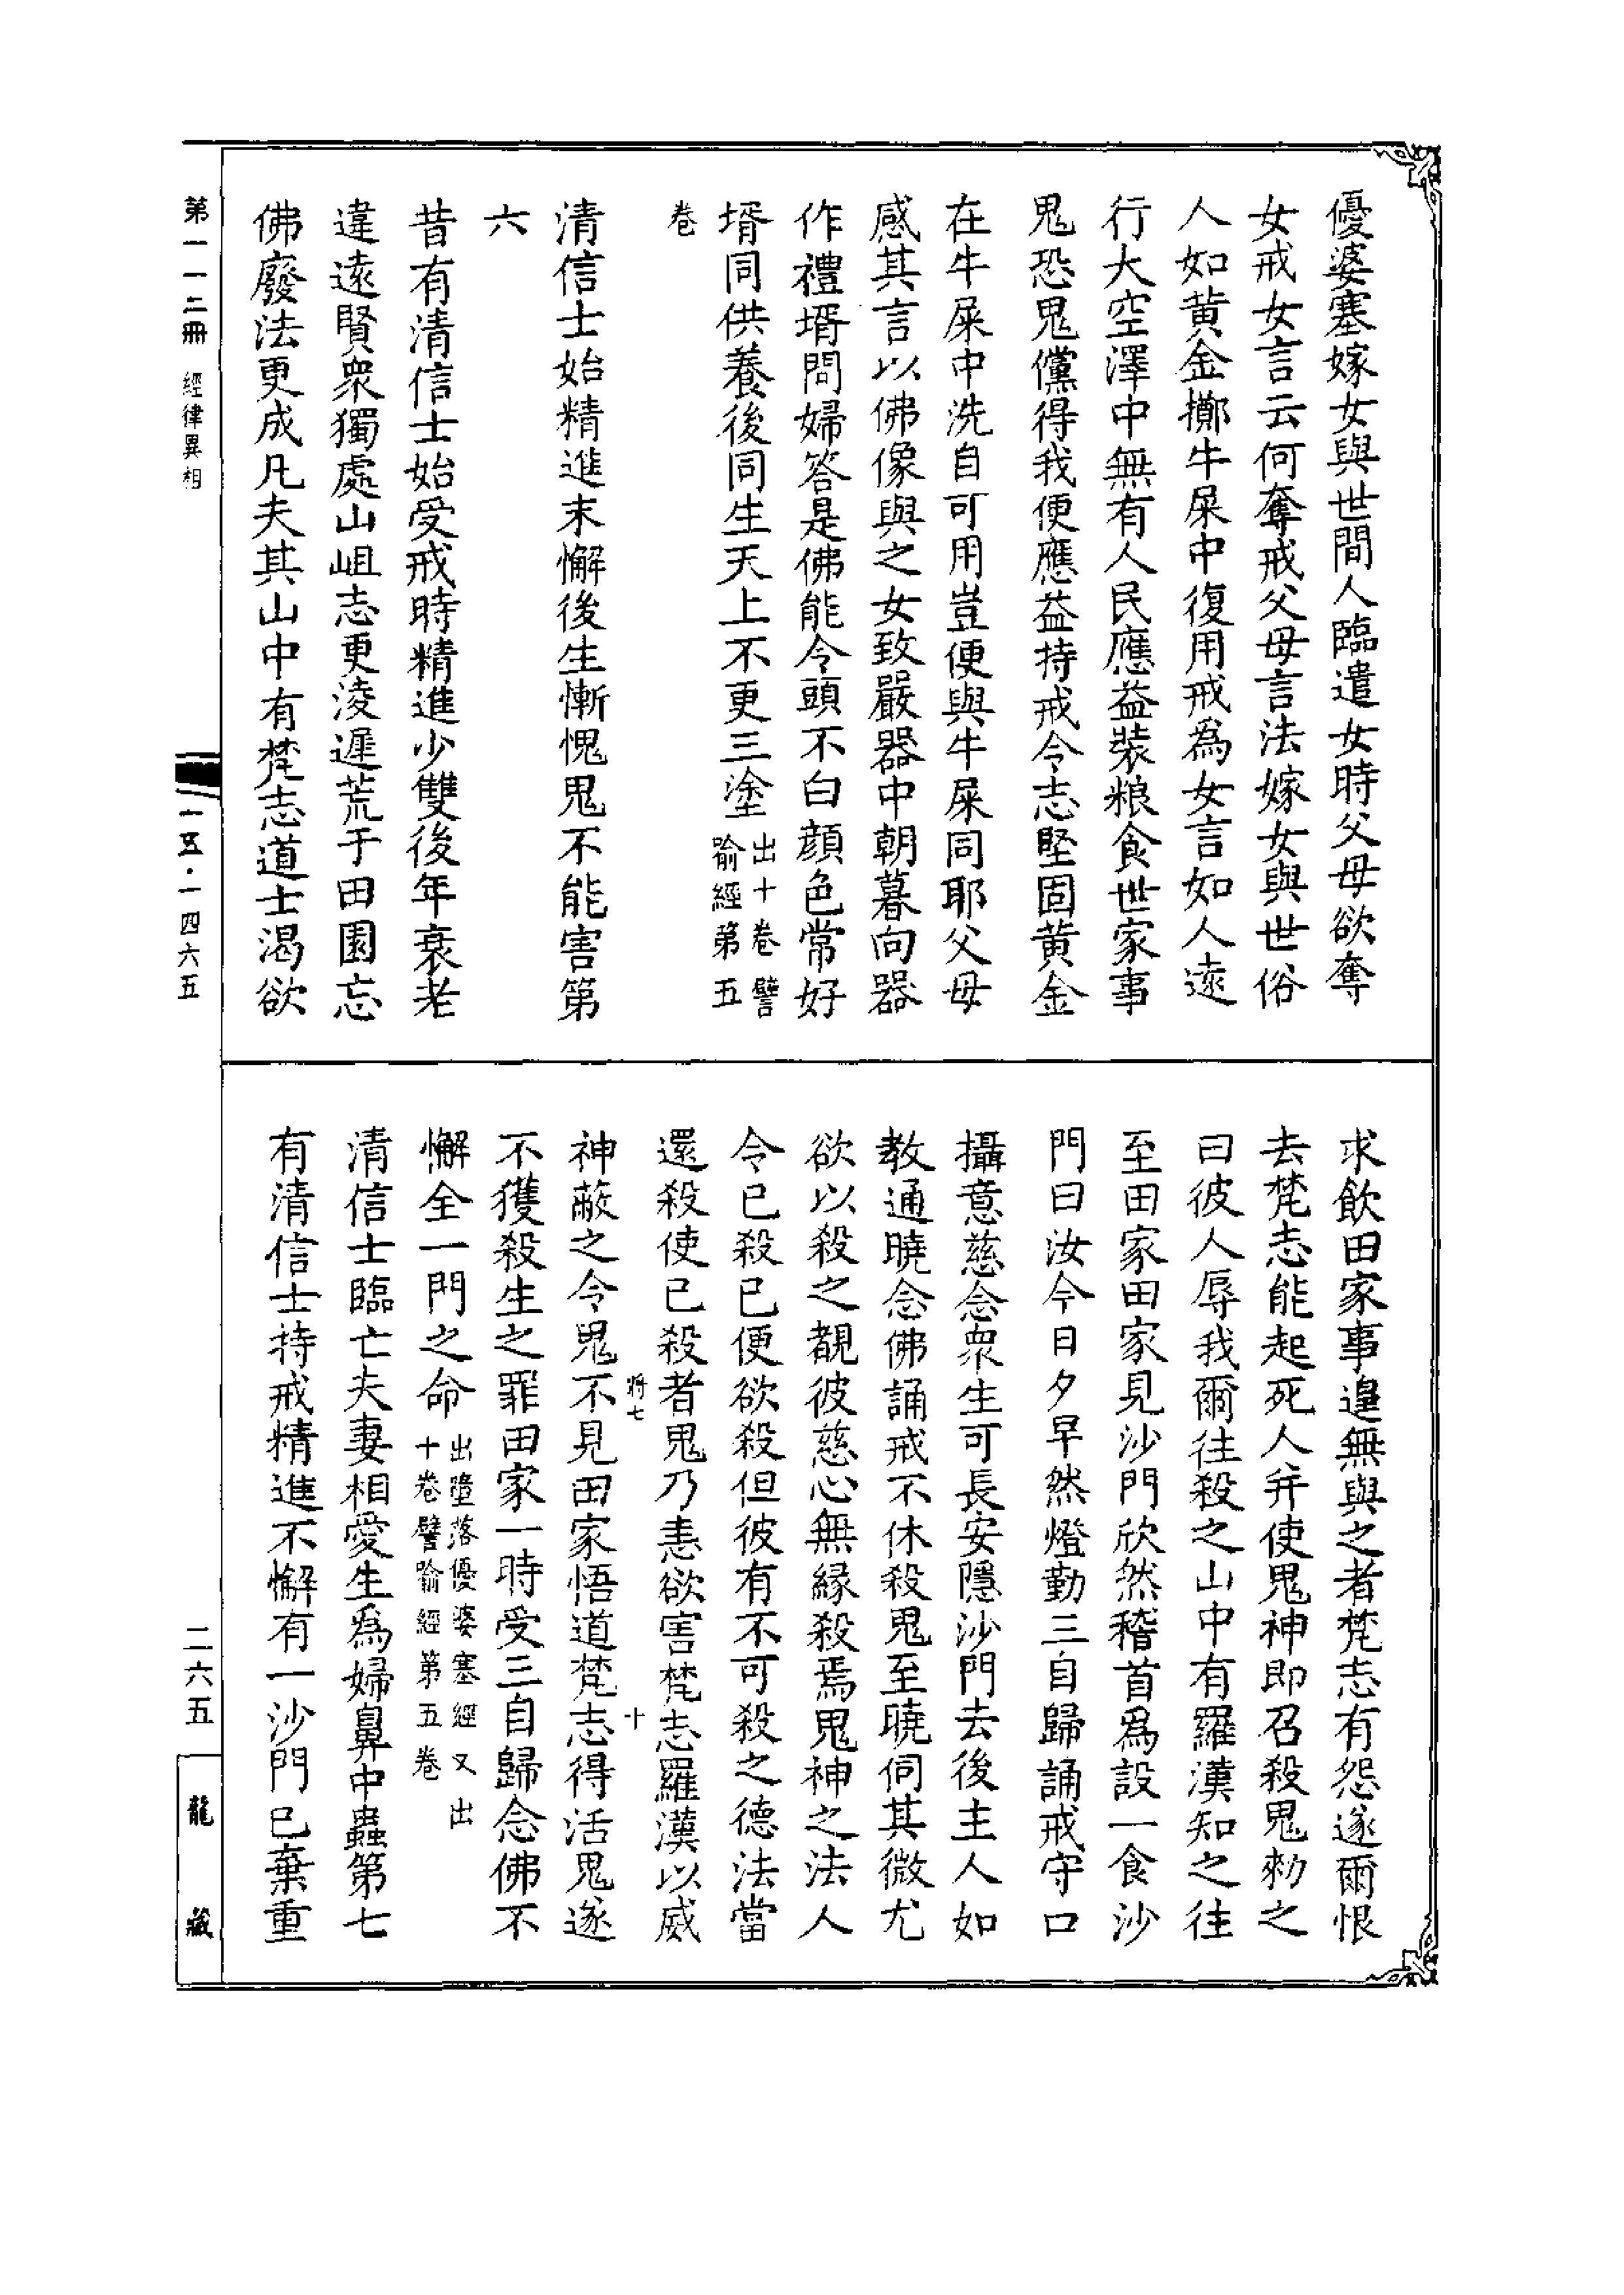 優婆塞嫁女與世間人臨遣女時父母欲奪
女戒女言云何奪戒父母言法嫁女與世俗
人如黃金擲牛屎中復用戒為女言如人遠
行大空澤中無有人民應益裝粮食世家事
鬼恐鬼儻得我便應益持戒令志堅固黃金
在牛屎中洗自可用豈便與牛屎同耶父母
感其言以佛像與之女致嚴器中朝暮向器
作禮壻問婦答是佛能令頭不白顏色常好
壻同供養後同生天上不更三塗出十卷譬
喻經第五
卷
清信士始精進末懈後生慚愧鬼不能害第
六
昔有清信士始受戒時精進少雙後年衰老
違遠賢眾獨處山岨志更淩遲荒于田園忘
佛廢法更成凡夫其山中有梵志道士渴欲
求飲田家事遑無與之者梵志有怨遂爾恨
去梵志能起死人并使鬼神即召殺鬼勑之
曰彼人辱我爾往殺之山中有羅漢知之往
至田家田家見沙門欣然稽首為設一食沙
門曰汝今日夕早然燈勤三自歸誦戒守口
攝意慈念眾生可長安隱沙門去後主人如
教通曉念佛誦戒不休殺鬼至曉伺其微尤
欲以殺之覩彼慈心無緣殺焉鬼神之法人
令已殺已便欲殺但彼有不可殺之德法當
還殺使已殺者鬼乃恚欲害梵志羅漢以威
將七
十
神蔽之令鬼不見田家悟道梵志得活鬼遂
不獲殺生之罪田家一時受三自歸念佛不
懈全一門之命出墮落優婆塞經又出
十卷譬喻經第五卷
清信士臨亡夫妻相愛生為婦鼻中蟲第七
有清信士持戒精進不懈有一沙門已棄重
第一一二冊 經律異相
一五·一四六五
二六五
龍藏